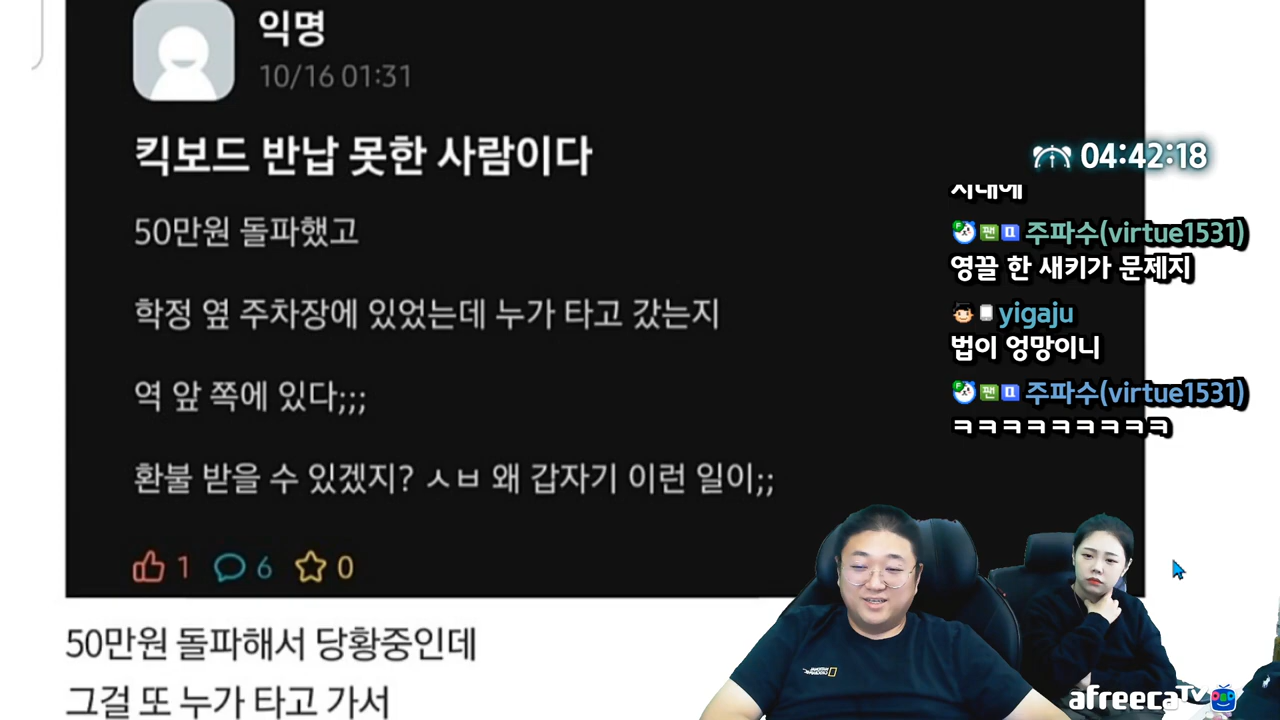 익명
10/16 01:31
킥보드 반납 못한 사람이다
50만원 돌파했고
학정 옆 주차장에 있었는데 누가 타고 갔는지
역 앞 쪽에 있다;;;
환불 받을 수 있겠지? ㅅㅂ 왜 갑자기 이런 일이;;
1 6 0
50만원 돌파해서 당황중인데
그걸 또 누가 타고 가서
04:42:18
시대에
팬 주파수(virtue1531)
영끌 한 새키가 문제지
yigaju
법이 엉망이니
팬 주파수(virtue1531)
ㅋㅋㅋㅋㅋㅋㅋㅋㅋ
afreecaTV